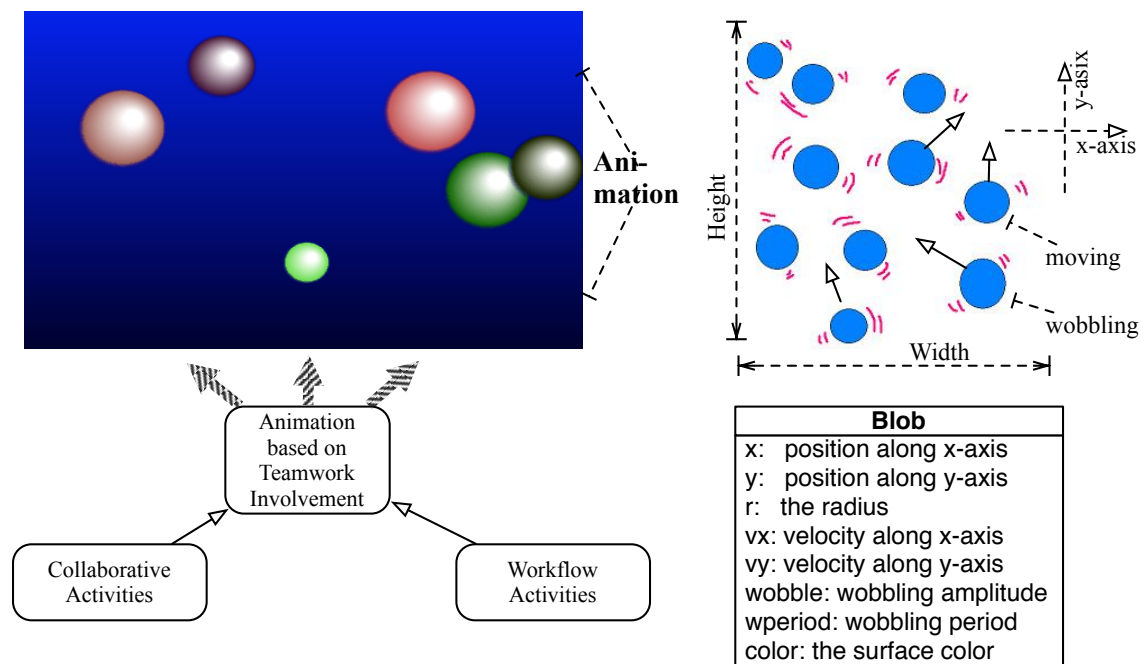 Ani-
mation
Animation
based on
Teamwork
Involvement
Collaborative
Activities
Workflow
Activities
Height
Width
y-asix
x-axis
moving
wobbling
Blob
x: position along x-axis
y: position along y-axis
r: the radius
vx: velocity along x-axis
vy: velocity along y-axis
wobble: wobbling amplitude
wperiod: wobbling period
color: the surface color